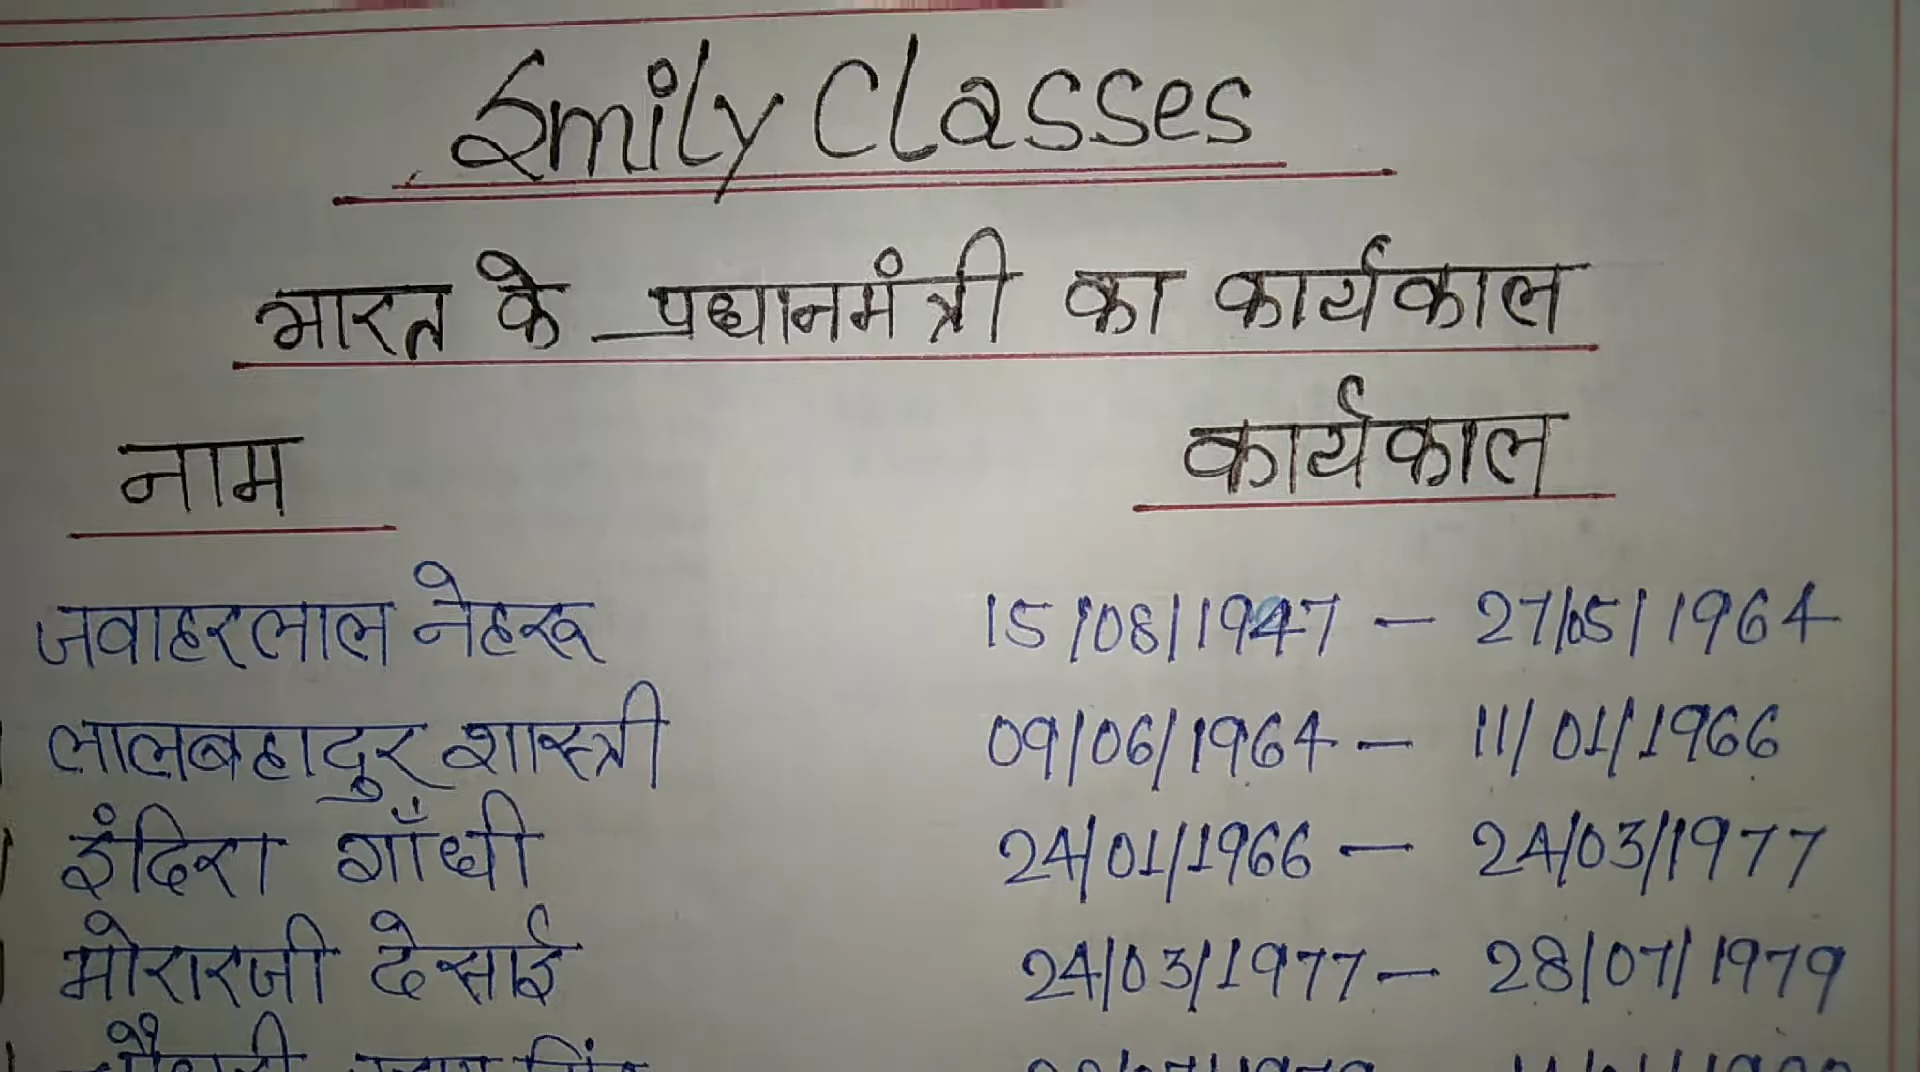 Smily Classes
भारत के प्रधानमंत्री का कार्यकाल
नाम कार्यकाल
जवाहरलाल नेहरू 15/08/1947 – 27/05/1964
लालबहादुर शास्त्री 09/06/1964 – 11/01/1966
इंदिरा गाँधी 24/01/1966 – 24/03/1977
मोरारजी देसाई 24/03/1977 – 28/07/1979